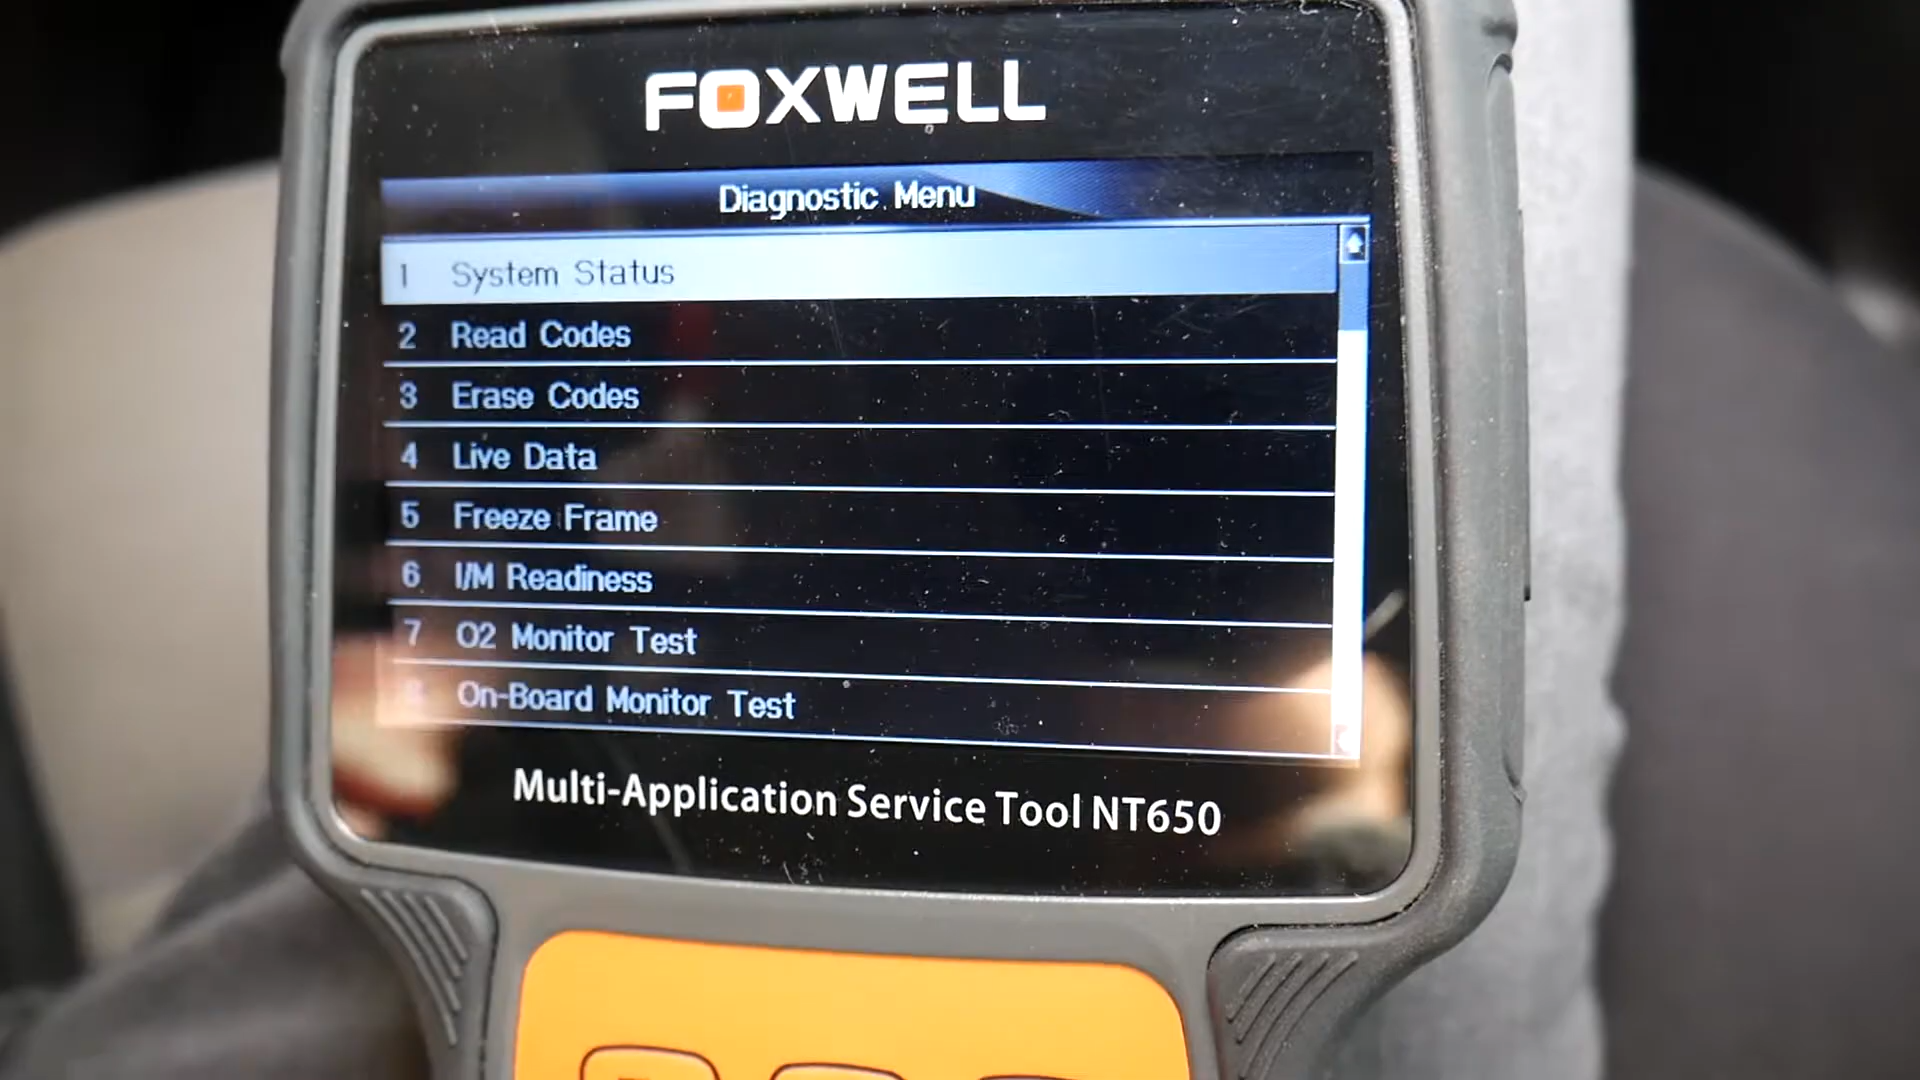 FOXWELL
Diagnostic Menu
1 System Status
2 Read Codes
3 Erase Codes
4 Live Data
5 Freeze Frame
6 I/M Readiness
7 O2 Monitor Test
8 On-Board Monitor Test
Multi-Application Service Tool NT650